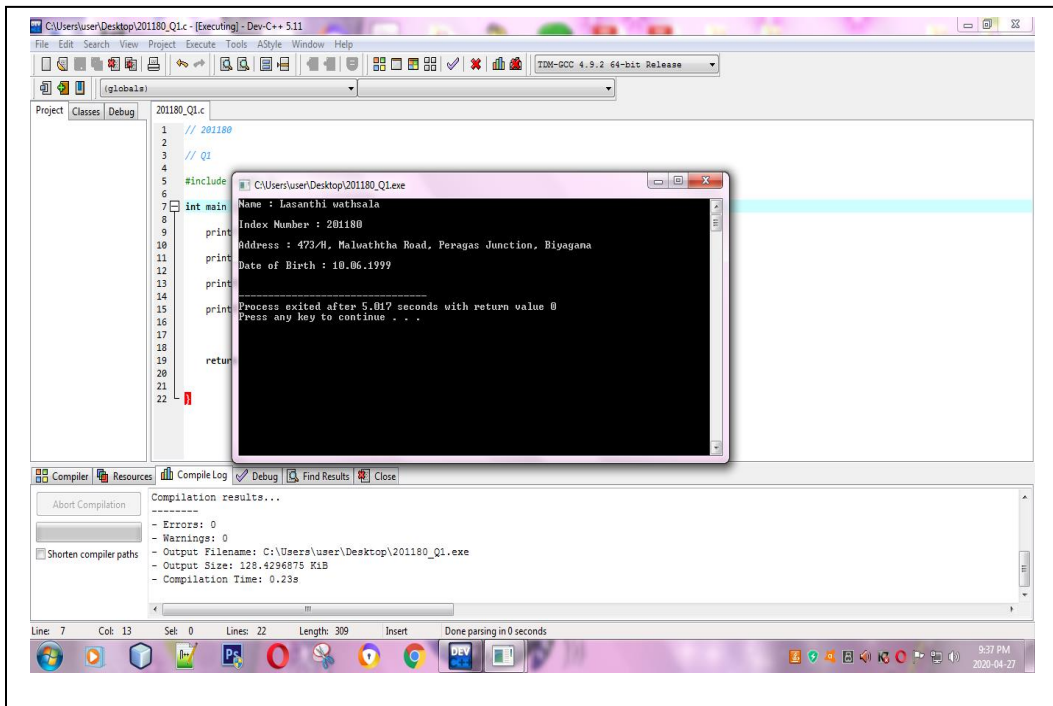 C:\Users\user\Desktop\201180_Q1.c - [Executing] - Dev-C++ 5.11
File Edit Search View Project Execute Tools AStyle Window Help
TDM-GCC 4.9.2 64-bit Release
(globals)
Project Classes Debug
201180_Q1.c
1 // 201180
2
3 // Q1
4
5 #include
6
7 int main
8
9 print
10
11 print
12
13 print
14
15 print
16
17
18
19 retur
20
21
22 }
C:\Users\user\Desktop\201180_Q1.exe
Name : Lasanthi wathsala
Index Number : 201180
Address : 473/H, Malwaththa Road, Peragas Junction, Biyagama
Date of Birth : 10.06.1999
--------------------------------
Process exited after 5.017 seconds with return value 0
Press any key to continue . . .
Compiler Resources Compile Log Debug Find Results Close
Abort Compilation
Shorten compiler paths
Compilation results...
--------
- Errors: 0
- Warnings: 0
- Output Filename: C:\Users\user\Desktop\201180_Q1.exe
- Output Size: 128.4296875 KiB
- Compilation Time: 0.23s
Line: 7 Col: 13 Sel: 0 Lines: 22 Length: 309 Insert Done parsing in 0 seconds
Ps
DEV
9:37 PM
2020-04-27